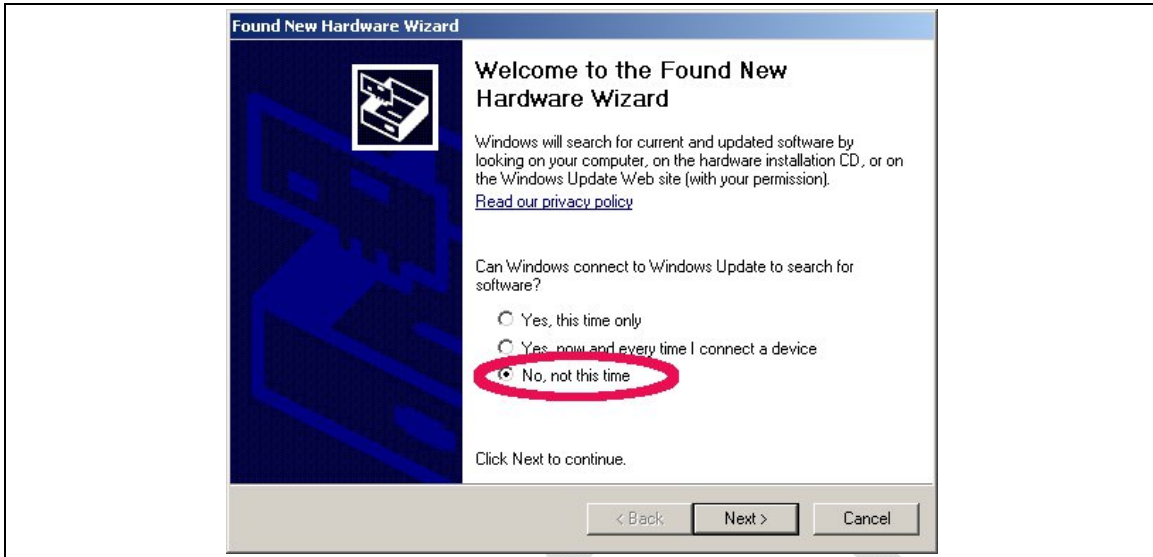 Found New Hardware Wizard
Welcome to the Found New
Hardware Wizard
Windows will search for current and updated software by
looking on your computer, on the hardware installation CD, or on
the Windows Update Web site (with your permission).
Read our privacy policy
Can Windows connect to Windows Update to search for
software?
Yes, this time only
Yes, now and every time I connect a device
No, not this time
Click Next to continue.
< Back Next > Cancel